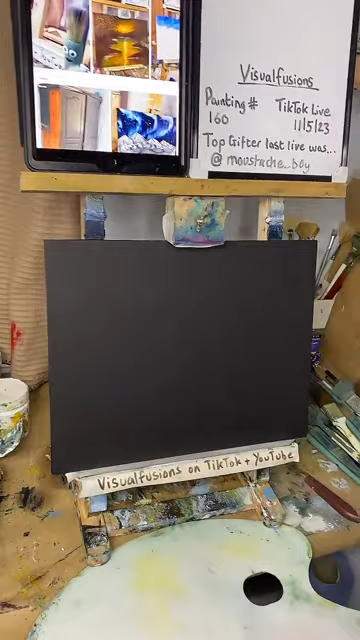 Visualfusions
Painting # TikTok Live
160 11/5/23
Top Gifter last live was...
@moustache_boy
Visualfusions on TikTok + YouTube